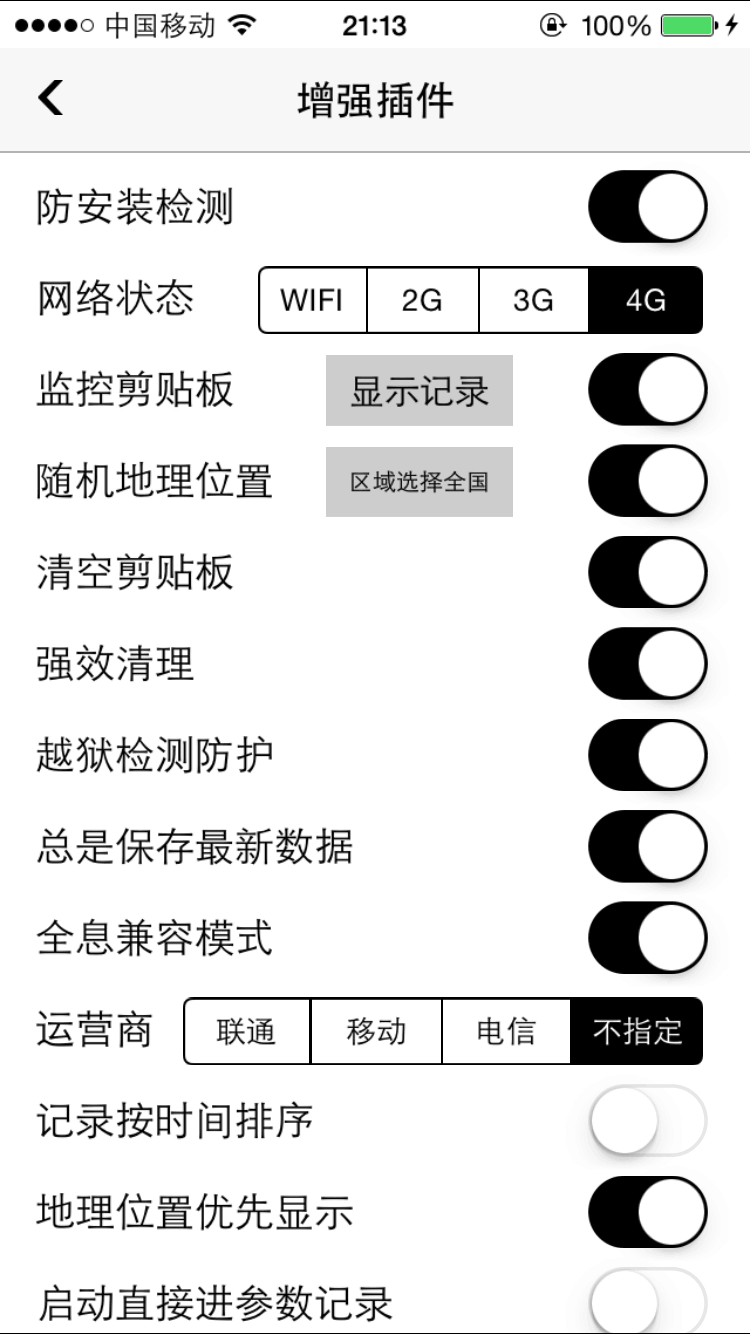 中国移动 21:13 100%
增强插件
防安装检测
网络状态 WIFI 2G 3G 4G
监控剪贴板 显示记录
随机地理位置 区域选择全国
清空剪贴板
强效清理
越狱检测防护
总是保存最新数据
全息兼容模式
运营商 联通 移动 电信 不指定
记录按时间排序
地理位置优先显示
启动直接进参数记录